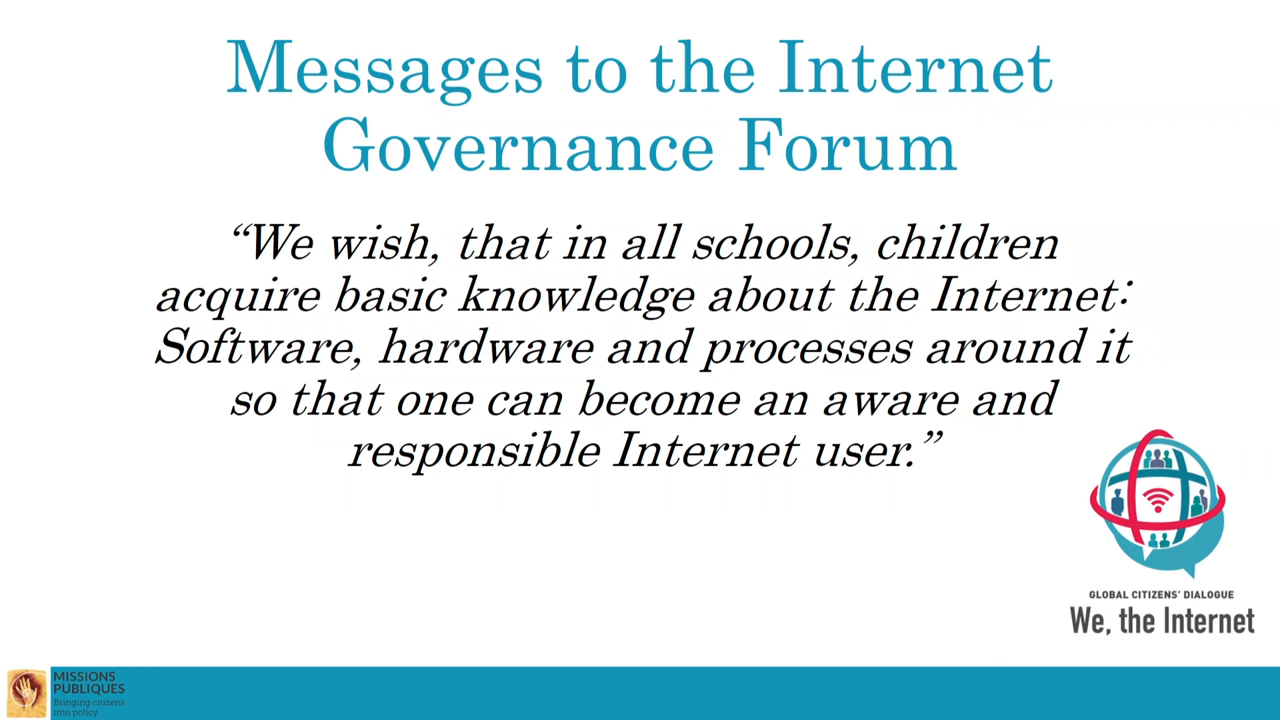 Messages to the Internet
Governance Forum
“We wish, that in all schools, children
acquire basic knowledge about the Internet:
Software, hardware and processes around it
so that one can become an aware and
responsible Internet user.”
GLOBAL CITIZENS’ DIALOGUE
We, the Internet
MISSIONS
PUBLIQUES
Bringing citizens
into policy